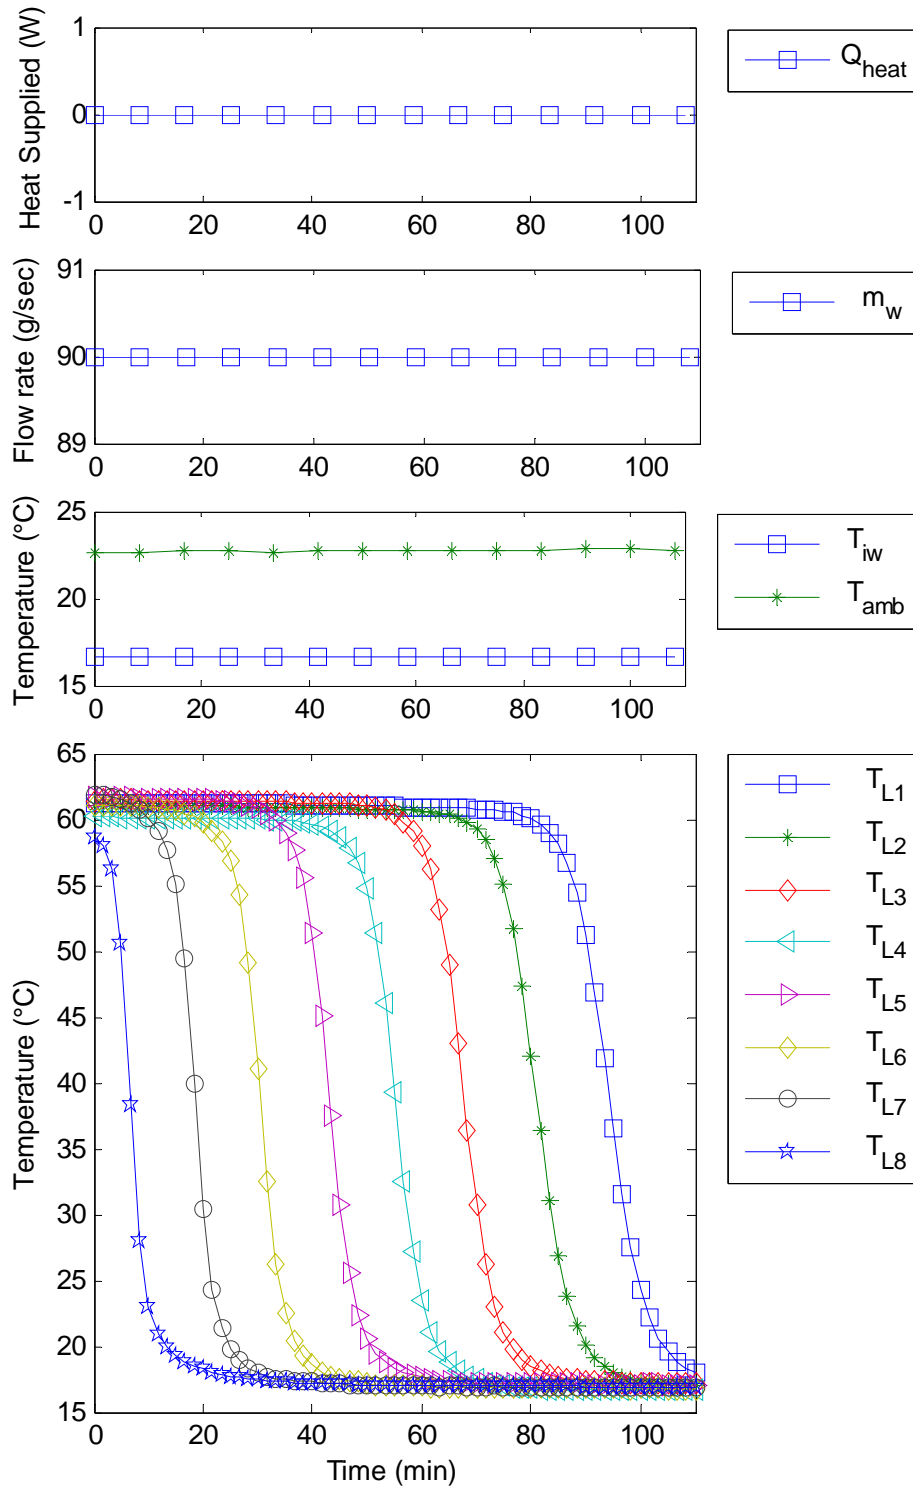 Heat Supplied (W)
1
0
-1
0 20 40 60 80 100
Q_heat
Flow rate (g/sec)
91
90
89
0 20 40 60 80 100
m_w
Temperature (°C)
25
20
15
0 20 40 60 80 100
T_iw
T_amb
Temperature (°C)
65
60
55
50
45
40
35
30
25
20
15
0 20 40 60 80 100
Time (min)
T_L1
T_L2
T_L3
T_L4
T_L5
T_L6
T_L7
T_L8